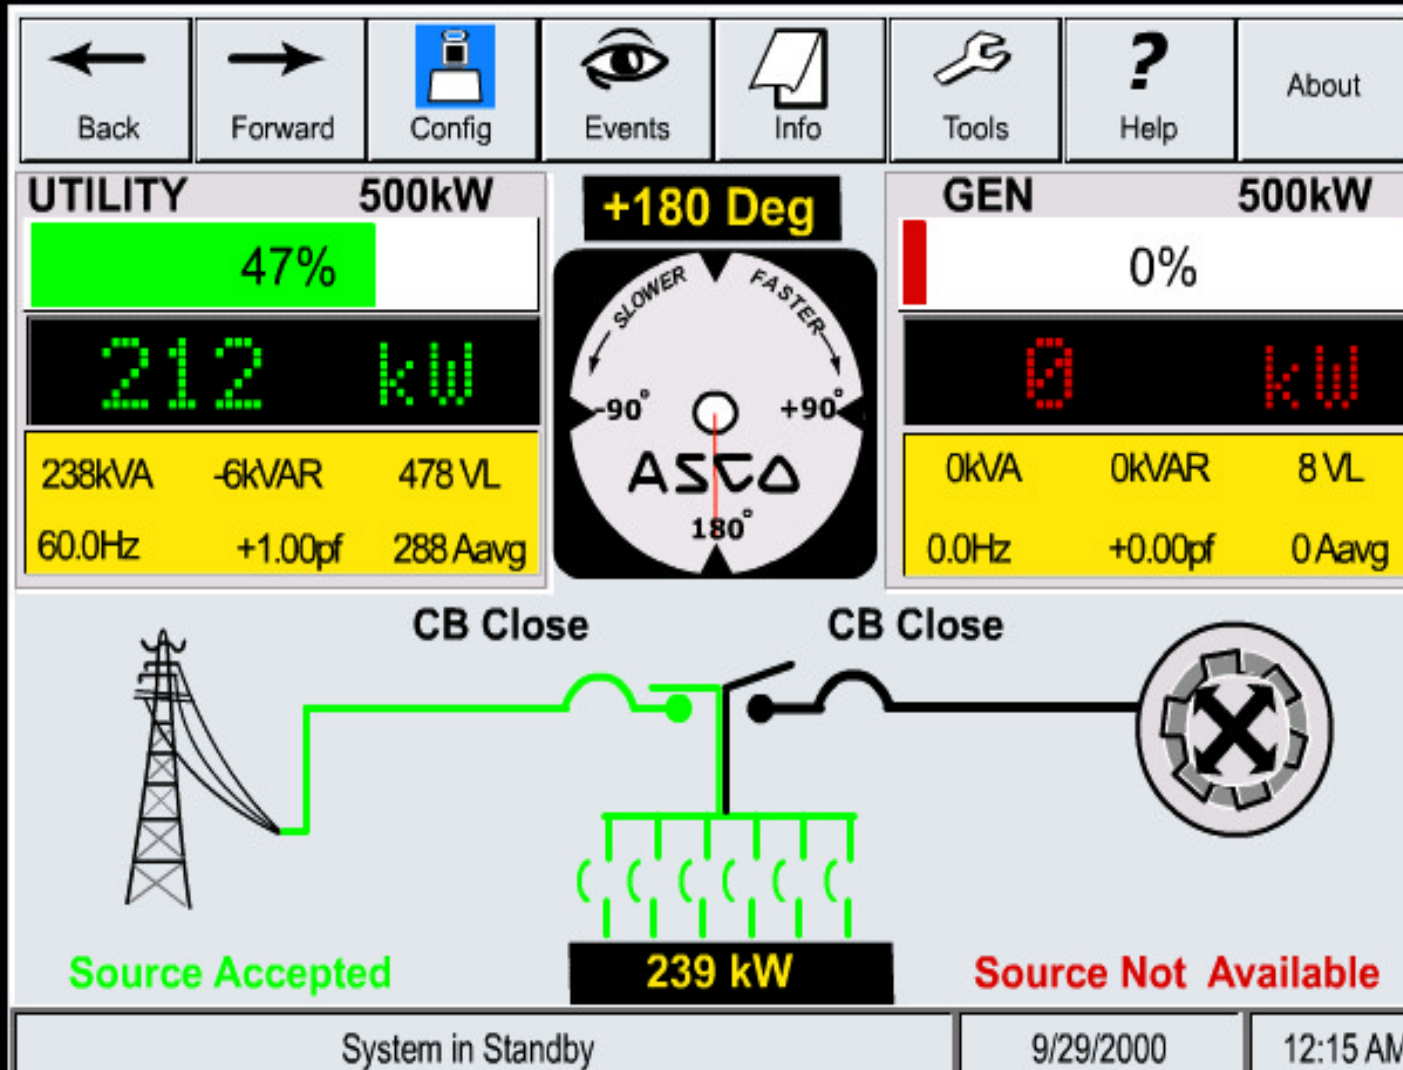 Back Forward Config Events Info Tools Help About
UTILITY 500kW
47%
212 kW
238kVA -6kVAR 478 VL
60.0Hz +1.00pf 288 Aavg
+180 Deg
SLOWER FASTER
-90° +90°
ASCO
180°
GEN 500kW
0%
0 kW
0kVA 0kVAR 8 VL
0.0Hz +0.00pf 0 Aavg
CB Close CB Close
Source Accepted 239 kW Source Not Available
System in Standby 9/29/2000 12:15 AM